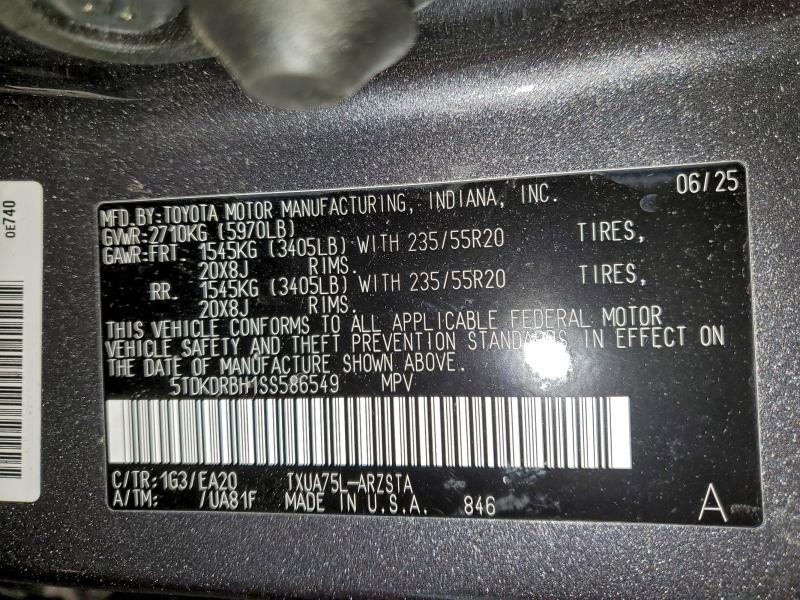 0E740
06/25
MFD.BY:TOYOTA MOTOR MANUFACTURING, INDIANA, INC.
GVWR:2710KG (5970LB)
GAWR:FRT. 1545KG (3405LB) WITH 235/55R20 TIRES,
20X8J RIMS.
RR. 1545KG (3405LB) WITH 235/55R20 TIRES,
20X8J RIMS.
THIS VEHICLE CONFORMS TO ALL APPLICABLE FEDERAL MOTOR
VEHICLE SAFETY AND THEFT PREVENTION STANDARDS IN EFFECT ON
THE DATE OF MANUFACTURE SHOWN ABOVE.
5TDKDRBH1SS586549 MPV
C/TR:1G3/EA20 TXUA75L-ARZSTA
A/TM: /UA81F MADE IN U.S.A. 846 A